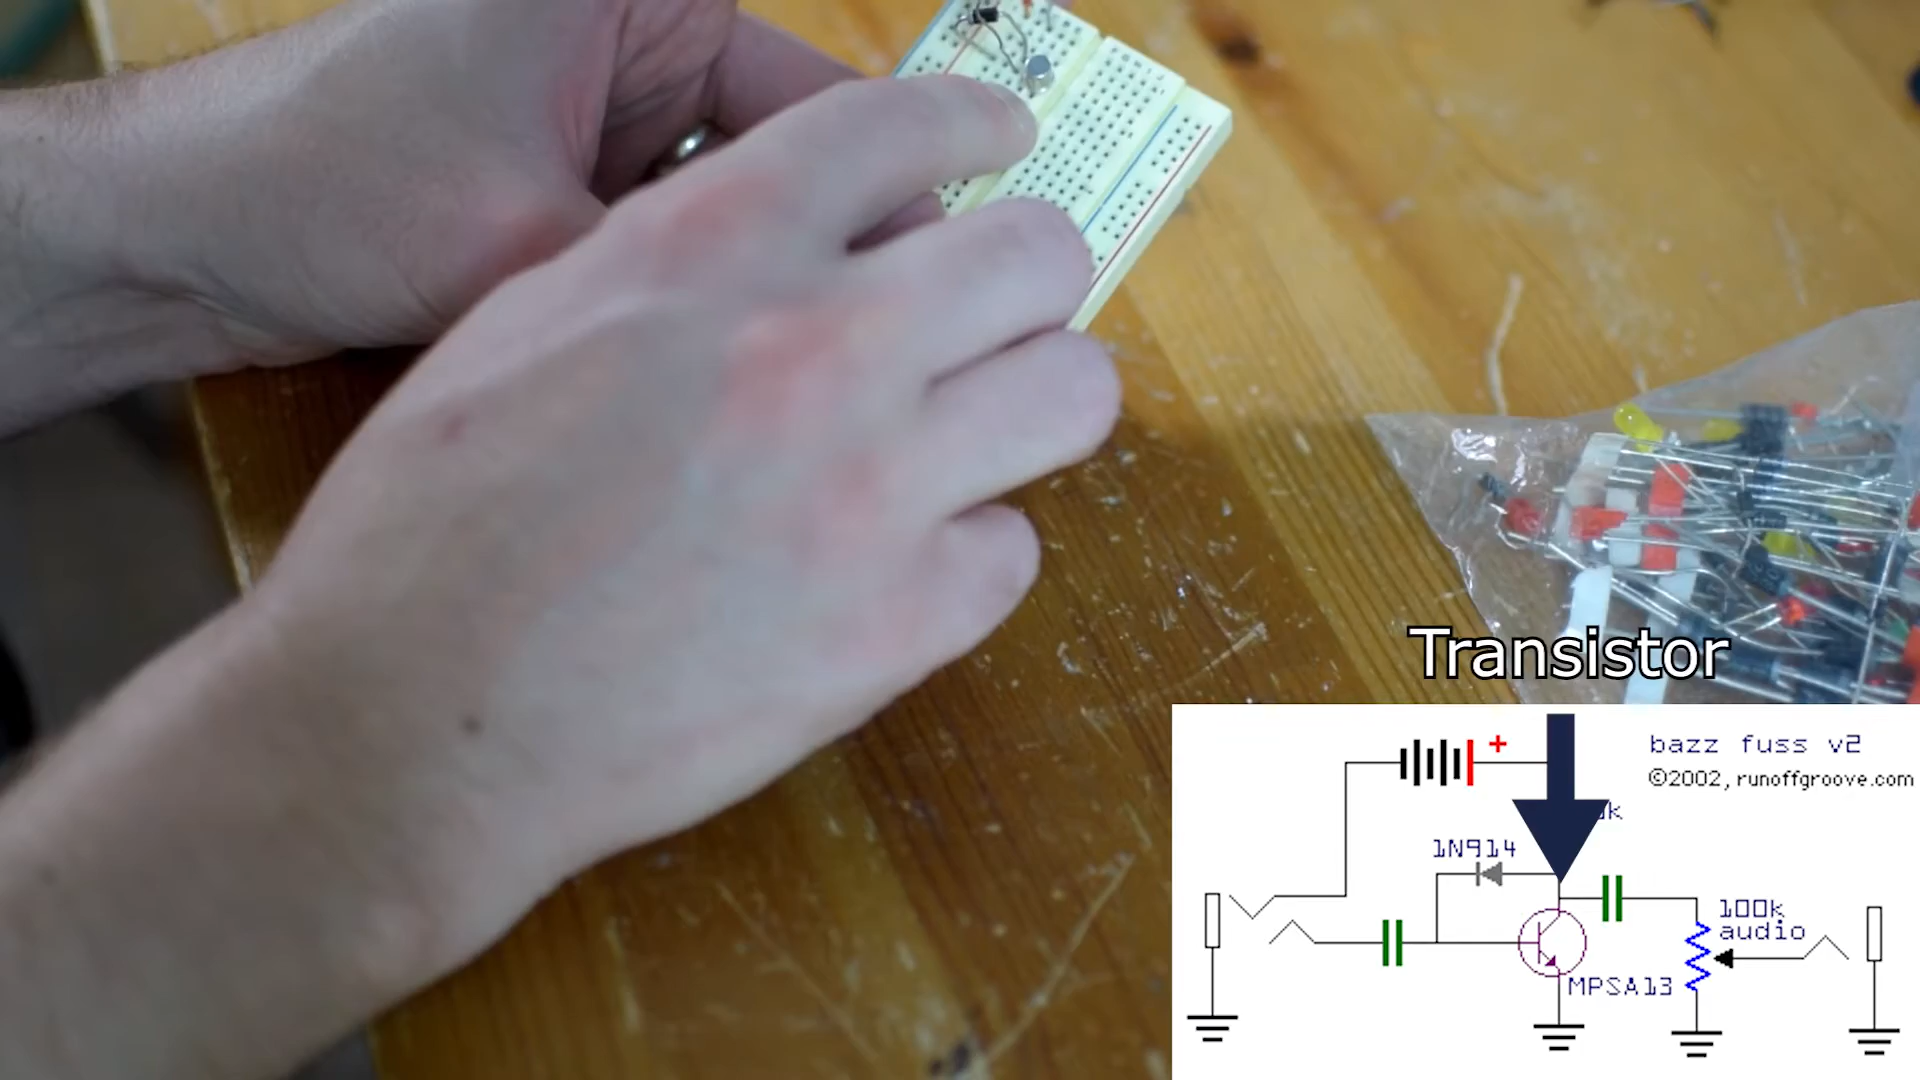 Transistor
+
bazz fuss v2
©2002, runoffgroove.com
k
1N914
100k
audio
MPSA13